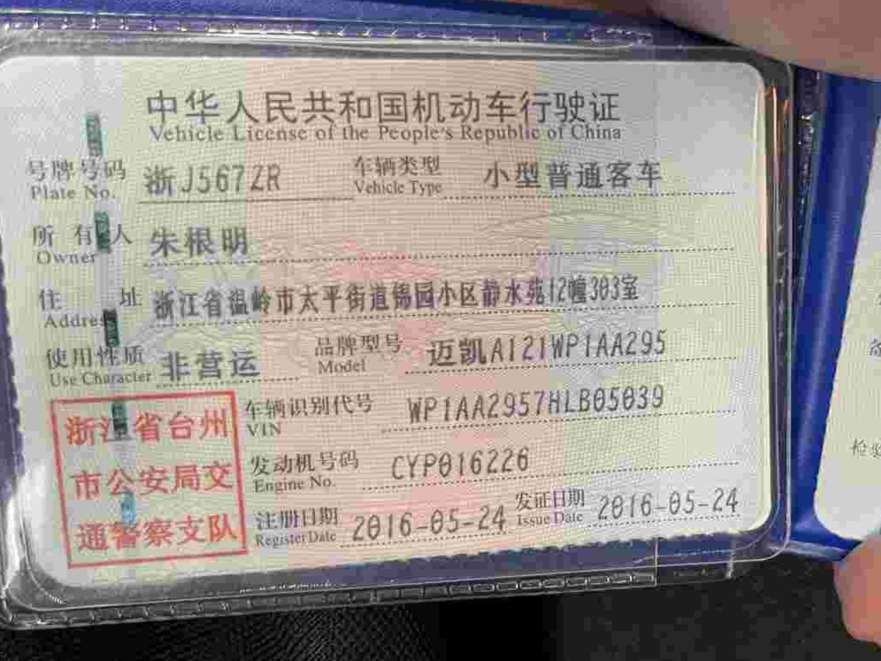 中华人民共和国机动车行驶证
Vehicle License of the People's Republic of China
号牌号码 浙J567ZR 车辆类型 小型普通客车
Plate No. Vehicle Type
所有人 朱根明
Owner
住址 浙江省温岭市太平街道锦园小区静水苑12幢303室
Address
使用性质 非营运 品牌型号 迈凯A121WP1AA295
Use Character Model
浙江省台州
市公安局交
通警察支队
车辆识别代号 WP1AA2957HLB05039
VIN
发动机号码 CYP016226
Engine No.
注册日期 2016-05-24 发证日期 2016-05-24
Register Date Issue Date
检验